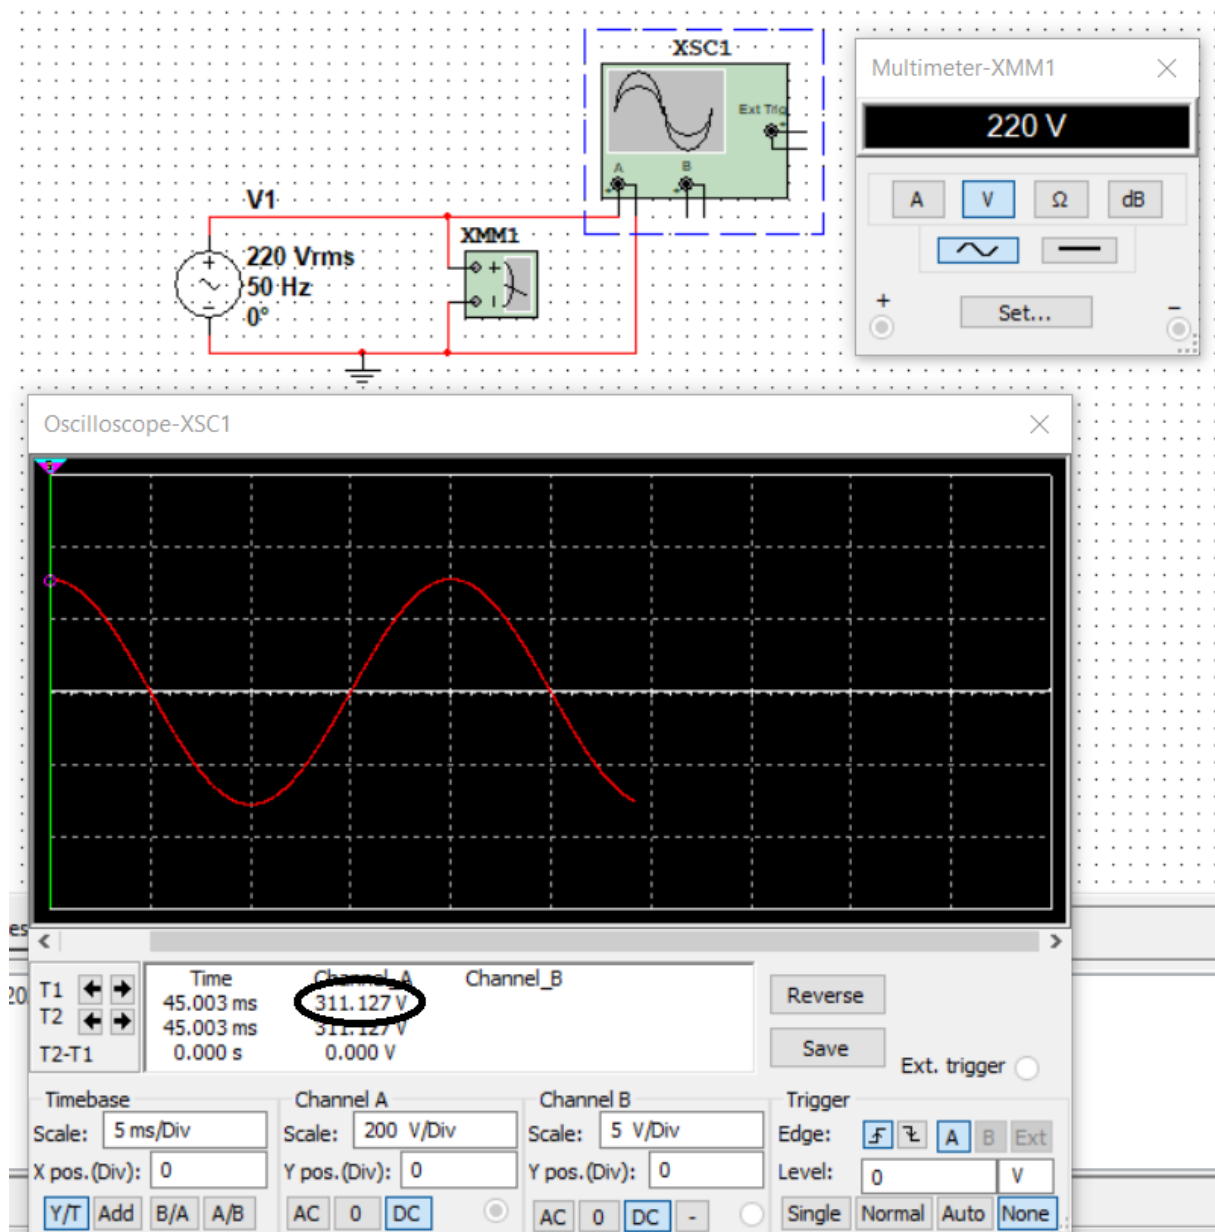 XSC1
Ext Trig
+
A
B
Multimeter-XMM1
220 V
A V Ω dB
Set...
+
-
V1
220 Vrms
50 Hz
0°
XMM1
Oscilloscope-XSC1
Time Channel_A Channel_B
T1 45.003 ms 311.127 V
T2 45.003 ms 311.127 V
T2-T1 0.000 s 0.000 V
Reverse
Save
Ext. trigger
Timebase
Scale: 5 ms/Div
X pos.(Div): 0
Y/T Add B/A A/B
Channel A
Scale: 200 V/Div
Y pos.(Div): 0
AC 0 DC
Channel B
Scale: 5 V/Div
Y pos.(Div): 0
AC 0 DC -
Trigger
Edge: A B Ext
Level: 0 V
Single Normal Auto None